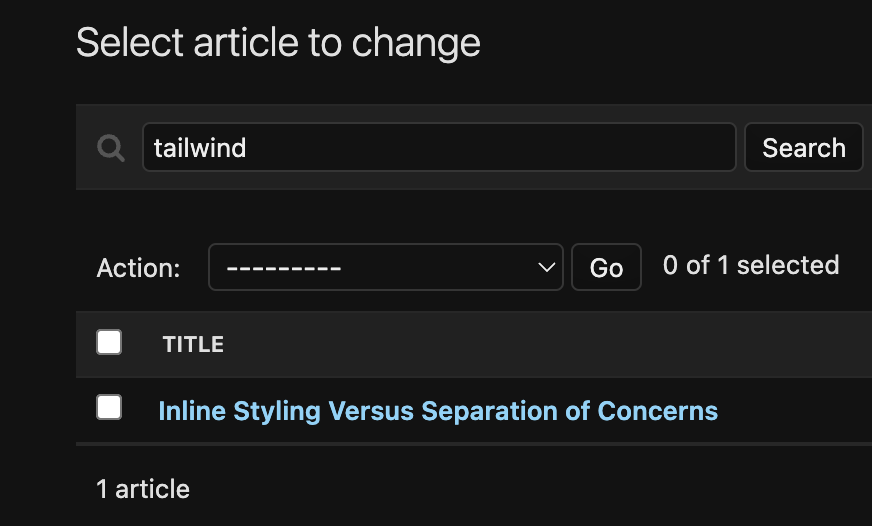 Select article to change
tailwind Search
Action: --------- Go 0 of 1 selected
TITLE
Inline Styling Versus Separation of Concerns
1 article